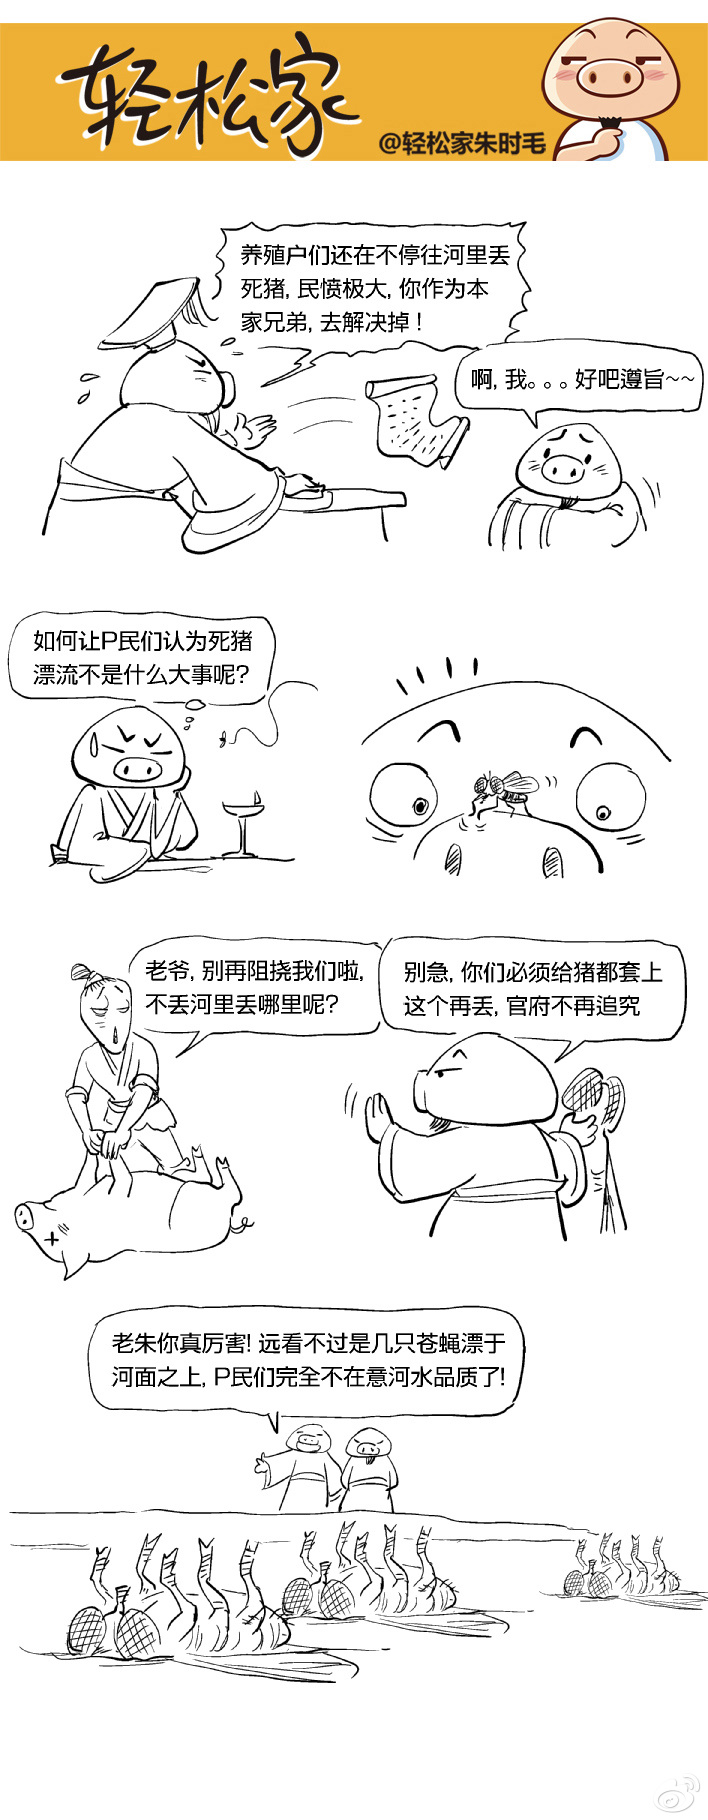 轻松家
@轻松家朱时毛
养殖户们还在不停往河里丢
死猪, 民愤极大, 你作为本
家兄弟, 去解决掉!
啊, 我。。。好吧遵旨~~
如何让P民们认为死猪
漂流不是什么大事呢?
老爷, 别再阻挠我们啦,
不丢河里丢哪里呢?
别急, 你们必须给猪都套上
这个再丢, 官府不再追究
老朱你真厉害! 远看不过是几只苍蝇漂于
河面之上, P民们完全不在意河水品质了!